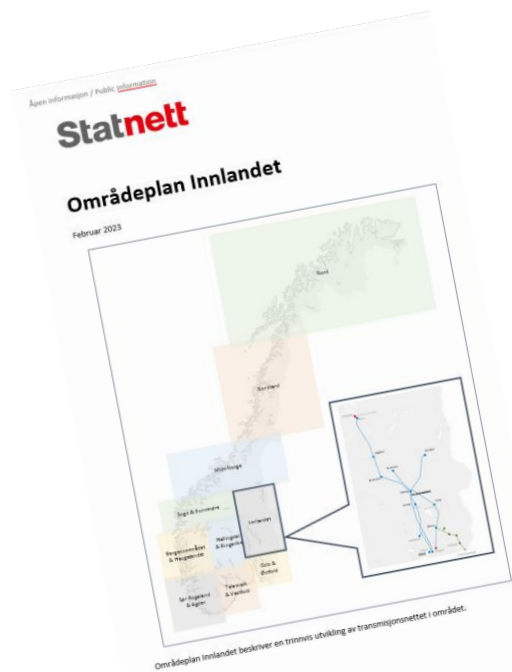 Åpen informasjon / Public information
Statnett
Områdeplan Innlandet
Februar 2023
Nord
Nordland
Midt-Norge
Sogn & Sunnmøre
Innlandet
Bergensområdet
& Haugalandet
Hallingdal
& Ringerike
Oslo &
Østfold
Sør-Rogaland
& Agder
Telemark
& Vestfold
Områdeplan Innlandet beskriver en trinnvis utvikling av transmisjonsnettet i området.